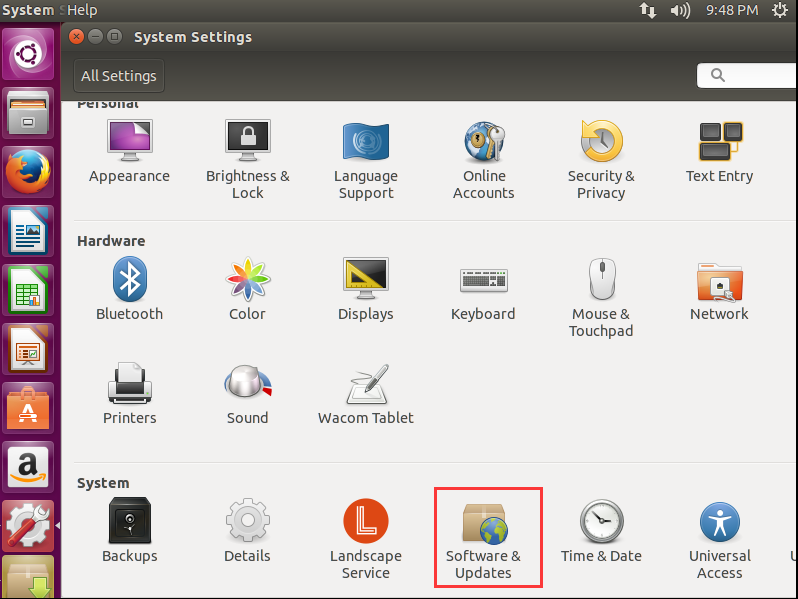 System Help
9:48 PM
System Settings
All Settings
Personal
Appearance
Brightness &
Lock
Language
Support
Online
Accounts
Security &
Privacy
Text Entry
Hardware
Bluetooth
Color
Displays
Keyboard
Mouse &
Touchpad
Network
Printers
Sound
Wacom Tablet
System
Backups
Details
Landscape
Service
Software &
Updates
Time & Date
Universal
Access